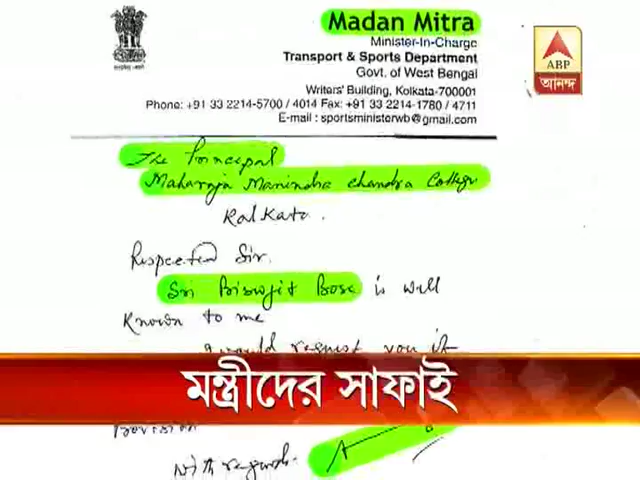 Madan Mitra
Minister-In-Charge
Transport & Sports Department
Govt. of West Bengal
Writers' Building, Kolkata-700001
Phone: +91 33 2214-5700 / 4014 Fax: +91 33 2214-1780 / 4711
E-mail : sportsministerwb@gmail.com
ABP
আনন্দ
The Principal
Maharaja Manindra Chandra College
Kolkata.
Respected Sir.
Sri Biswjit Bose is well
known to me
I would request you if
মন্ত্রীদের সাফাই
With regards.